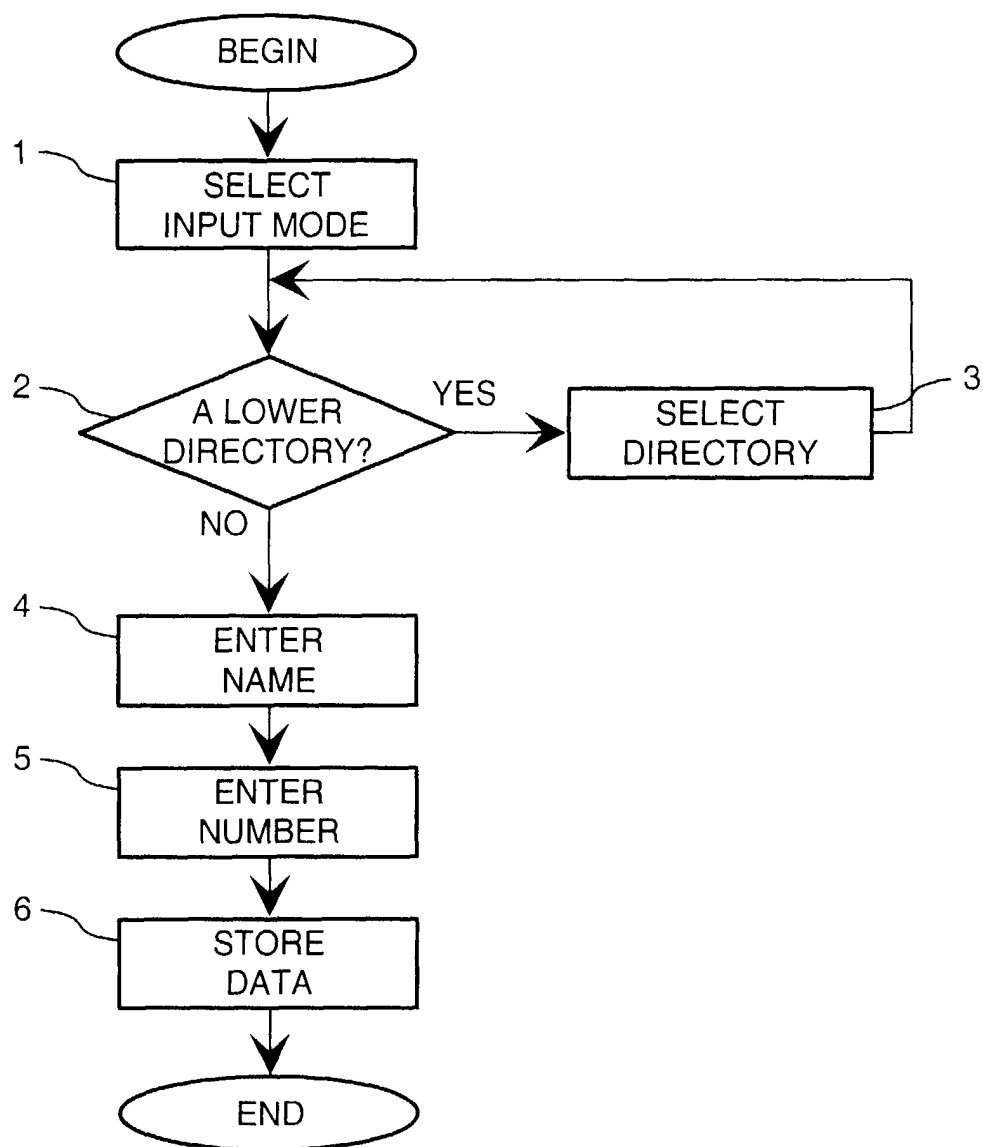 BEGIN
1
SELECT
INPUT MODE
2
A LOWER
DIRECTORY?
YES
3
SELECT
DIRECTORY
NO
4
ENTER
NAME
5
ENTER
NUMBER
6
STORE
DATA
END